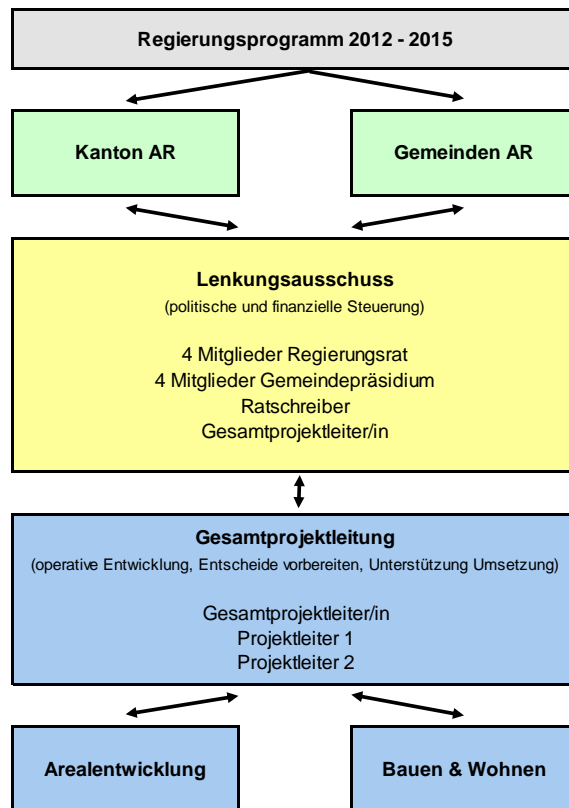 Regierungsprogramm 2012 - 2015
Kanton AR
Gemeinden AR
Lenkungsausschuss
(politische und finanzielle Steuerung)
4 Mitglieder Regierungsrat
4 Mitglieder Gemeindepräsidium
Ratschreiber
Gesamtprojektleiter/in
Gesamtprojektleitung
(operative Entwicklung, Entscheide vorbereiten, Unterstützung Umsetzung)
Gesamtprojektleiter/in
Projektleiter 1
Projektleiter 2
Arealentwicklung
Bauen & Wohnen